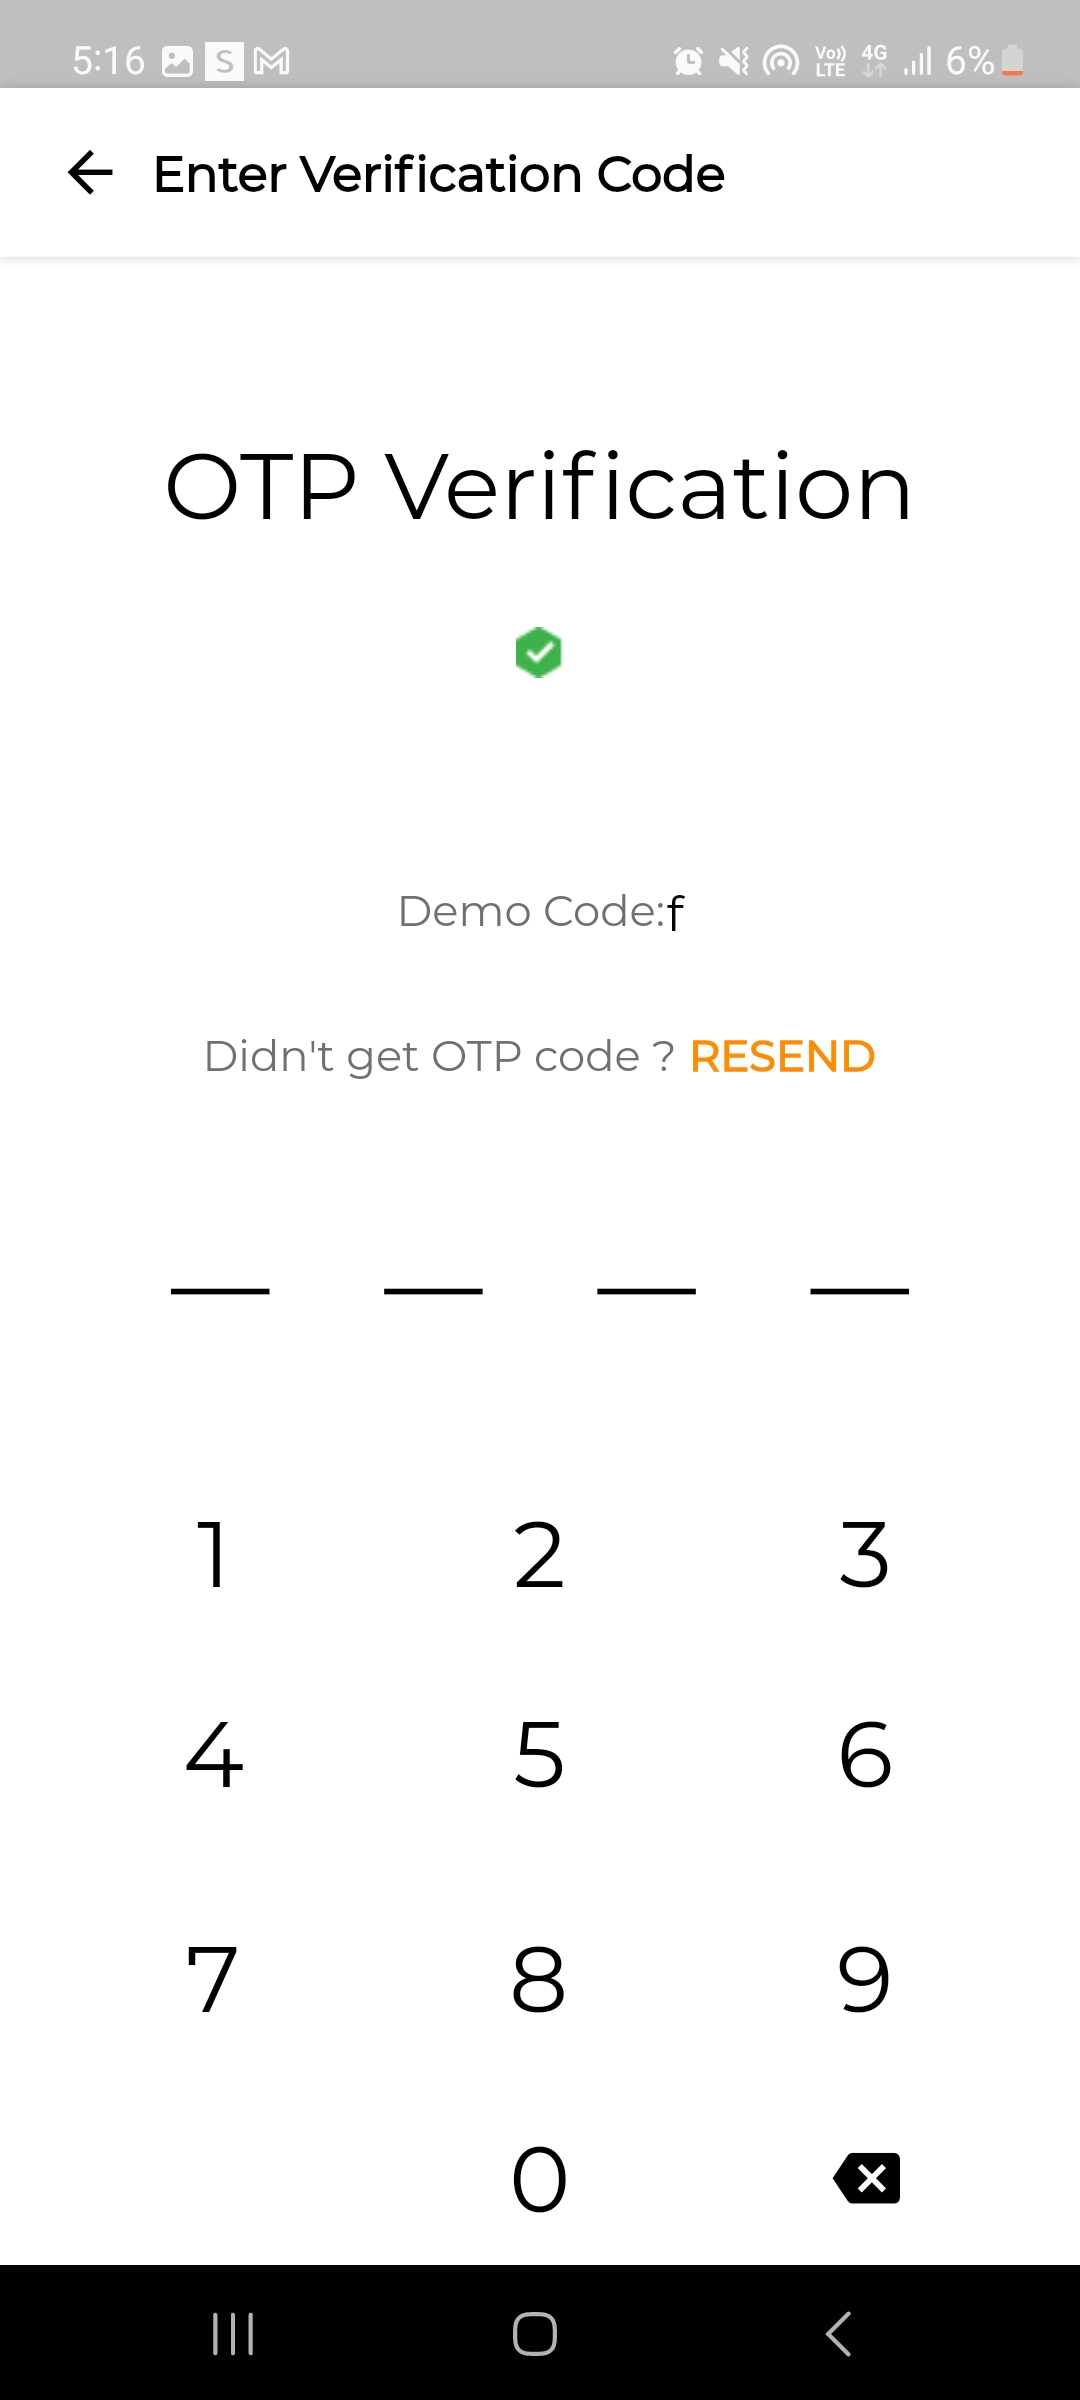 5:16 S Vo)) LTE 4G 6%
Enter Verification Code
OTP Verification
Demo Code:f
Didn't get OTP code ? RESEND
1 2 3
4 5 6
7 8 9
0